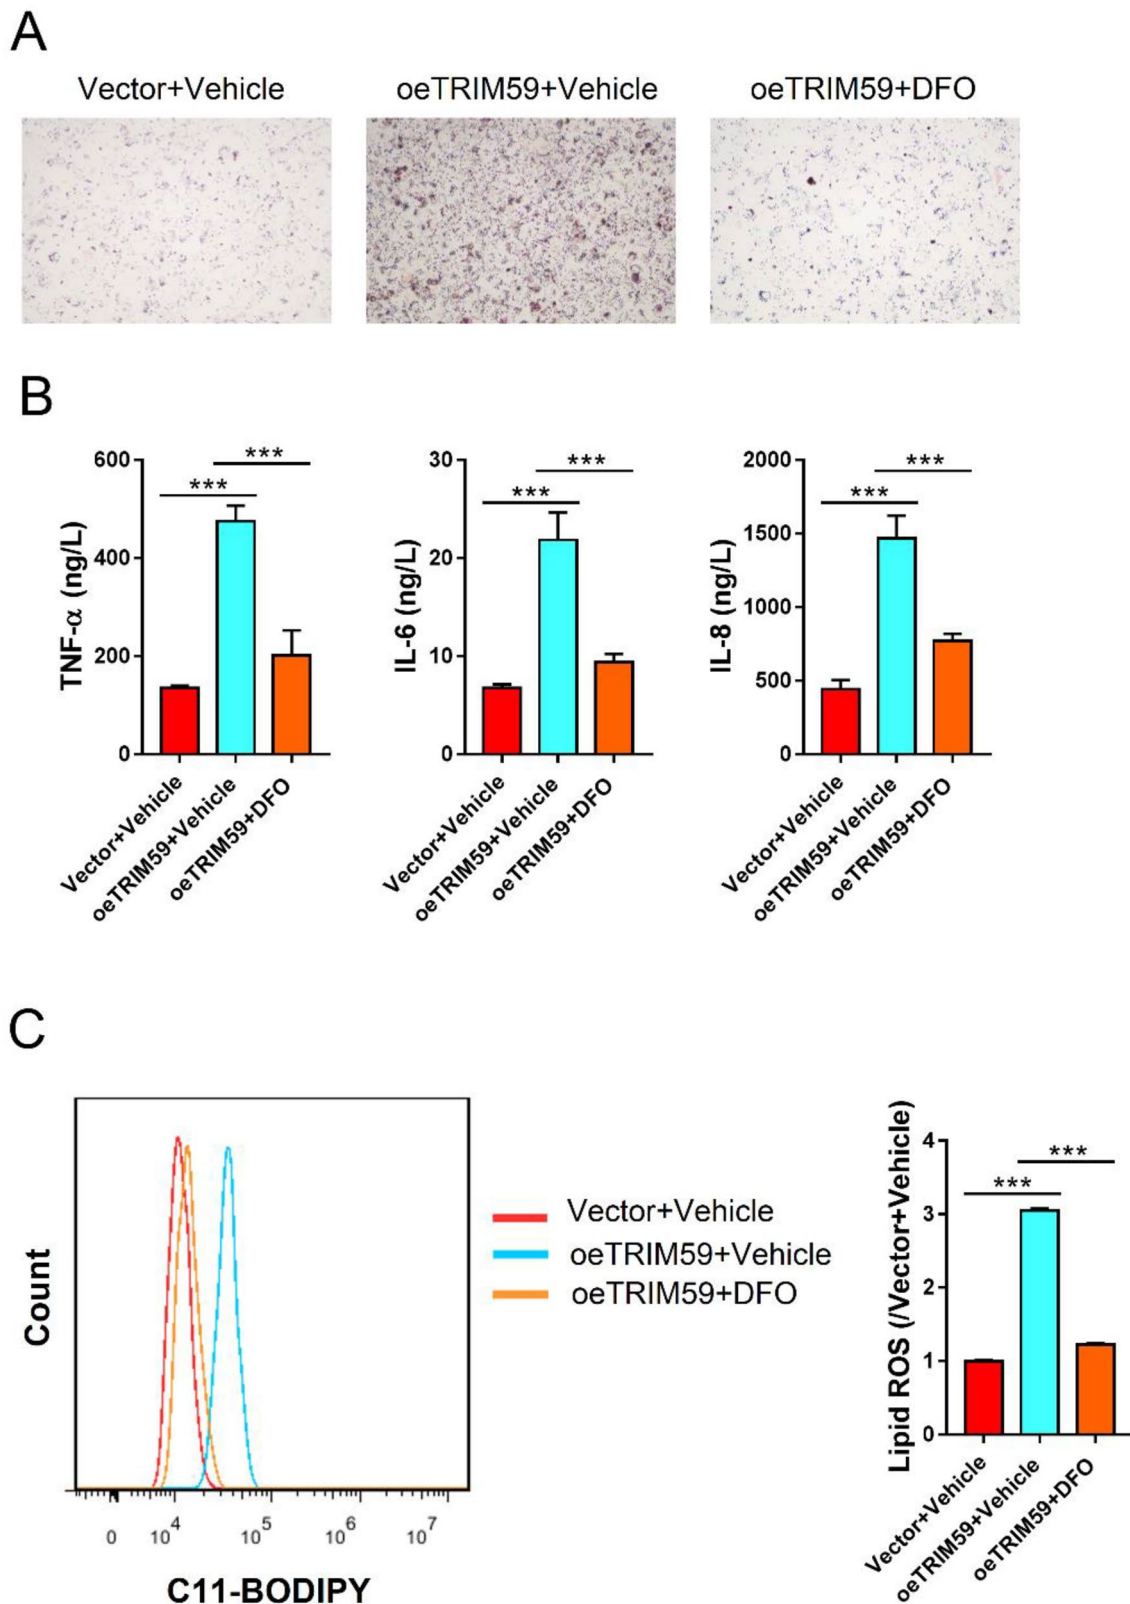 A
Vector+Vehicle
oeTRIM59+Vehicle
oeTRIM59+DFO
B
TNF-α (ng/L)
600
400
200
0
***
***
Vector+Vehicle
oeTRIM59+Vehicle
oeTRIM59+DFO
IL-6 (ng/L)
30
20
10
0
***
***
Vector+Vehicle
oeTRIM59+Vehicle
oeTRIM59+DFO
IL-8 (ng/L)
2000
1500
1000
500
0
***
***
Vector+Vehicle
oeTRIM59+Vehicle
oeTRIM59+DFO
C
Count
0 10^4 10^5 10^6 10^7
C11-BODIPY
Vector+Vehicle
oeTRIM59+Vehicle
oeTRIM59+DFO
Lipid ROS (/Vector+Vehicle)
4
3
2
1
0
***
***
Vector+Vehicle
oeTRIM59+Vehicle
oeTRIM59+DFO